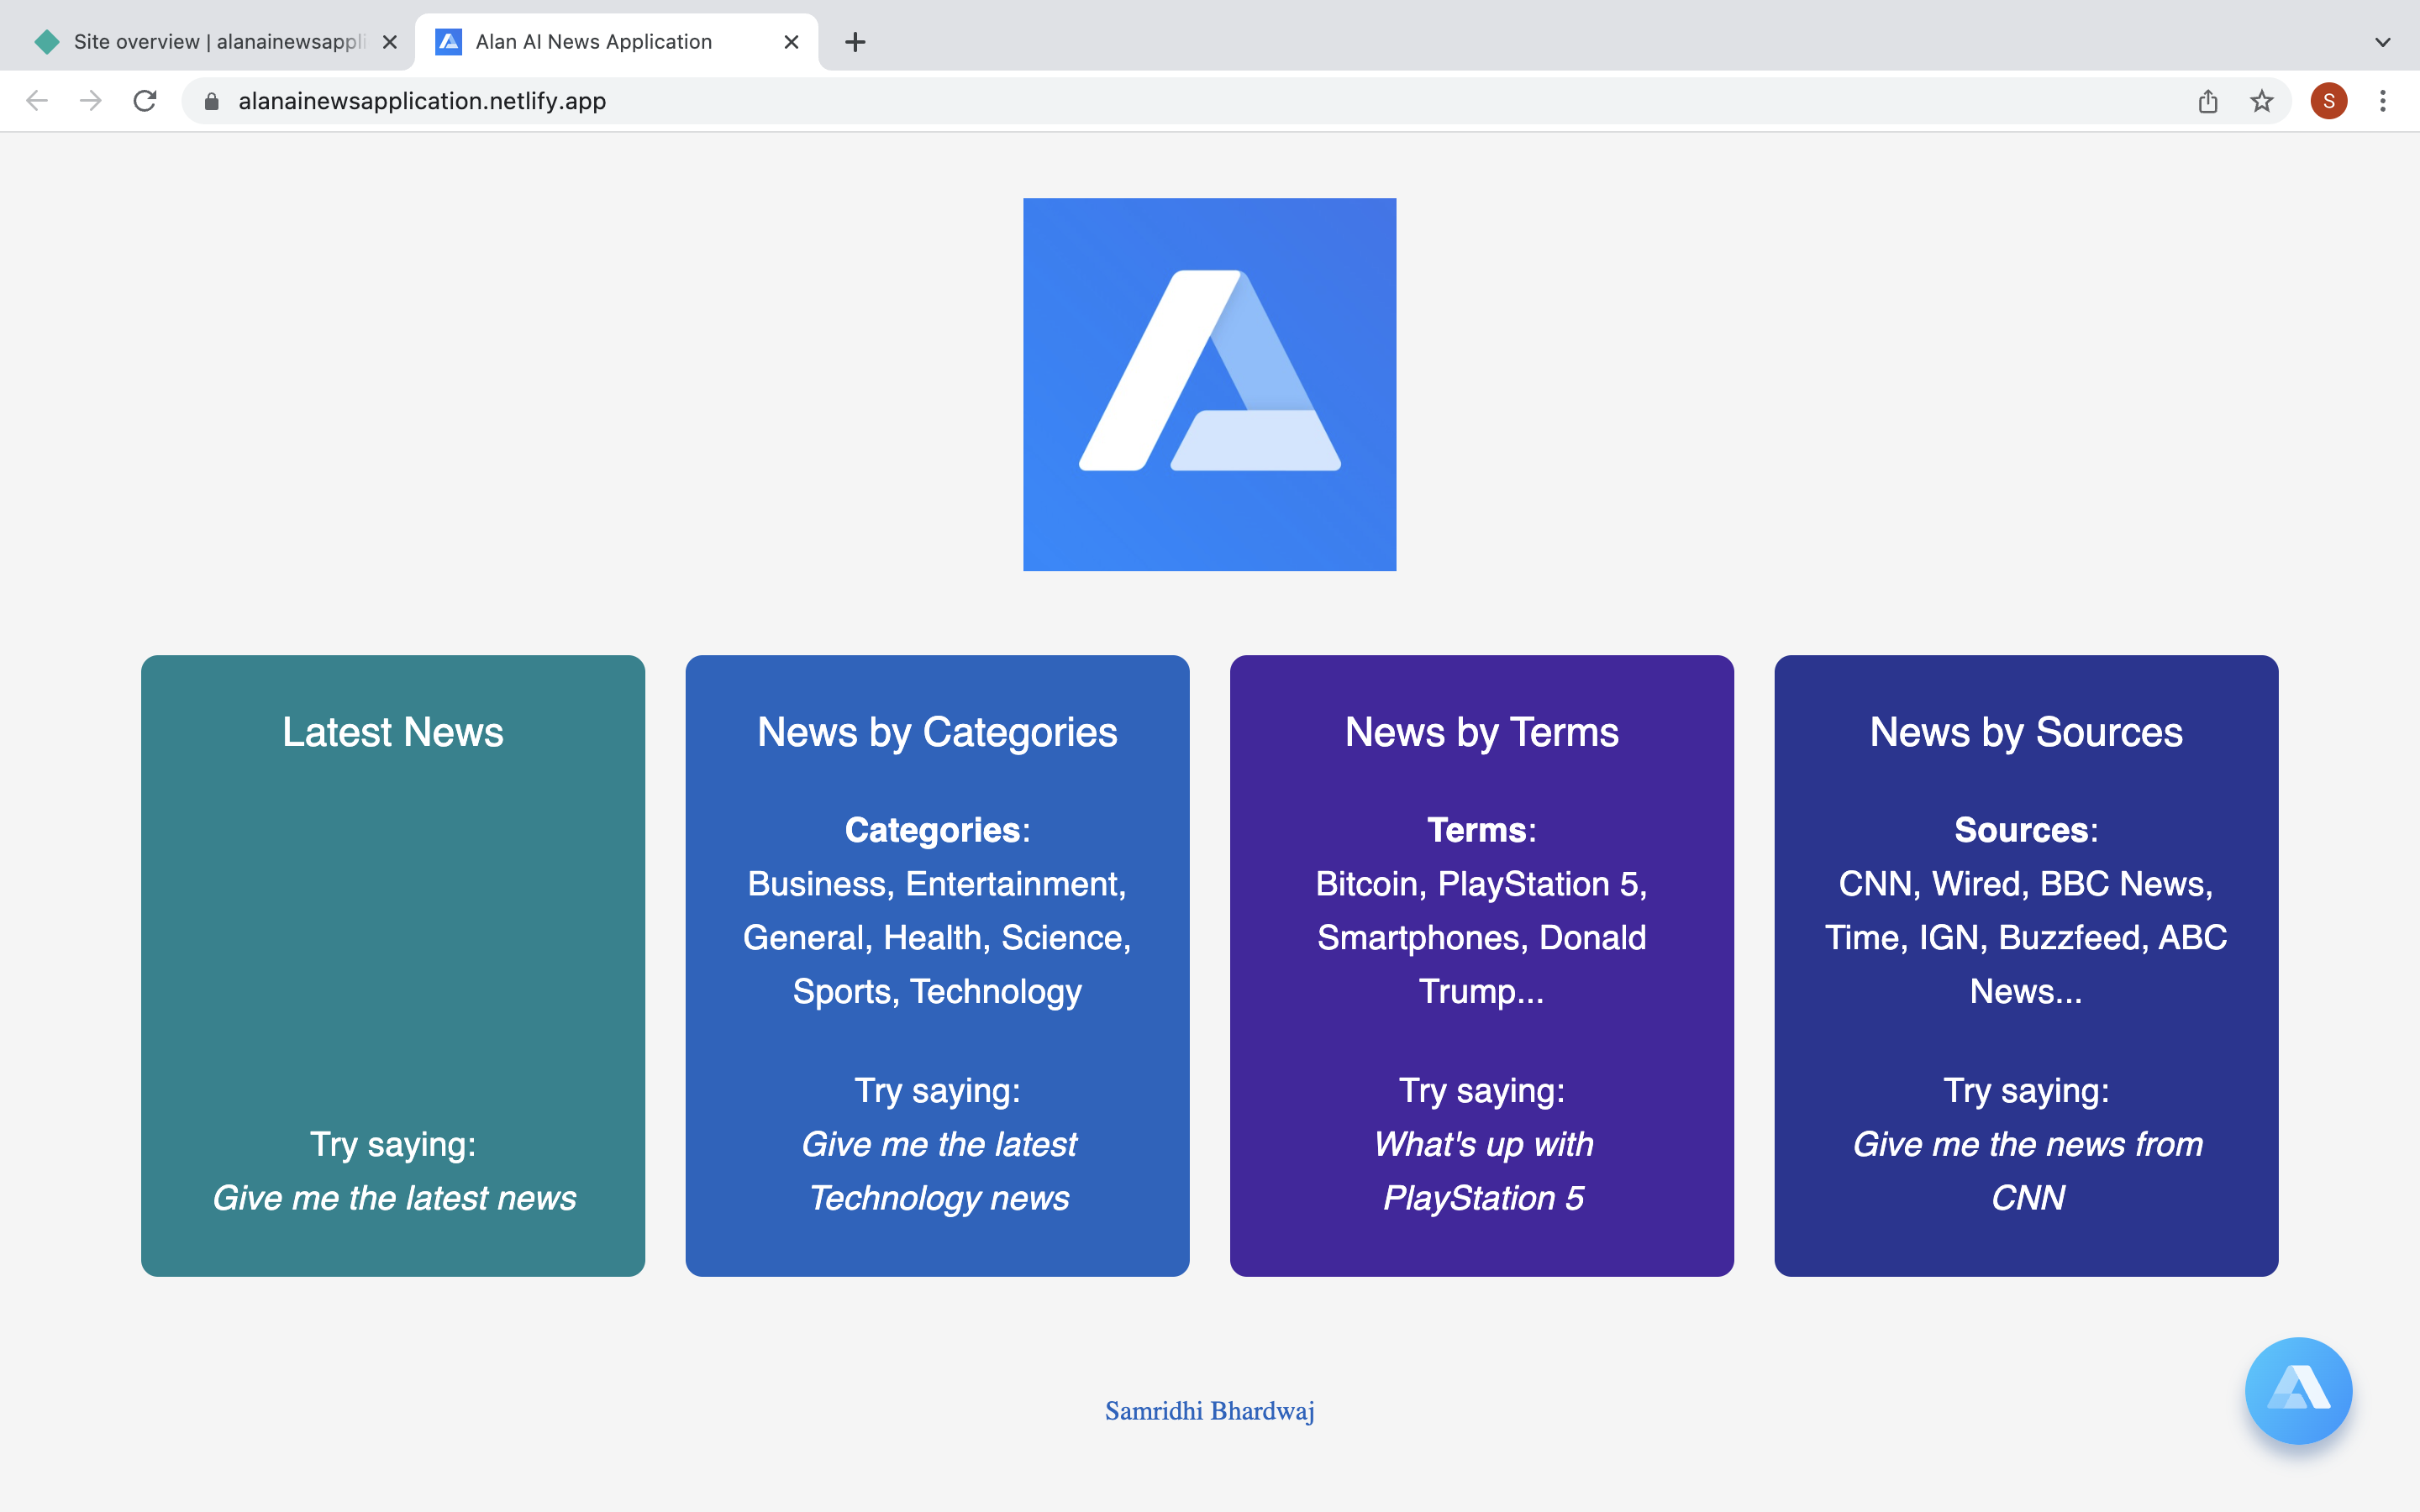 Site overview | alanainewsappli
Alan AI News Application
alanainewsapplication.netlify.app
S
Latest News
Try saying:
Give me the latest news
News by Categories
Categories:
Business, Entertainment,
General, Health, Science,
Sports, Technology
Try saying:
Give me the latest
Technology news
News by Terms
Terms:
Bitcoin, PlayStation 5,
Smartphones, Donald
Trump...
Try saying:
What's up with
PlayStation 5
News by Sources
Sources:
CNN, Wired, BBC News,
Time, IGN, Buzzfeed, ABC
News...
Try saying:
Give me the news from
CNN
Samridhi Bhardwaj